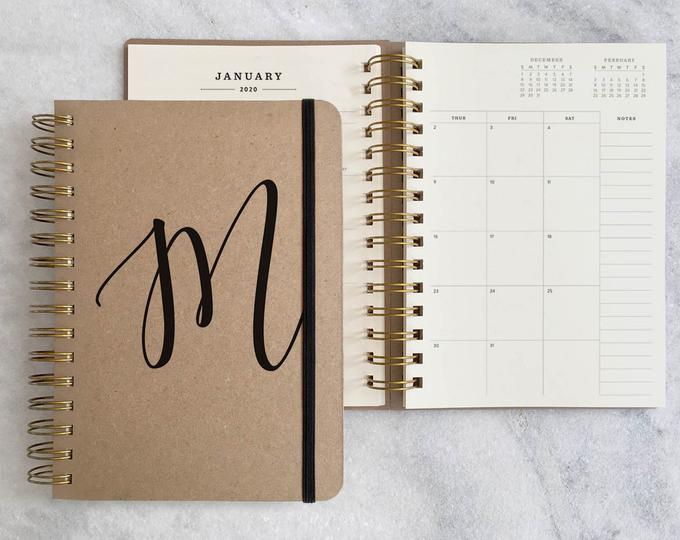 M
JANUARY
2020
DECEMBER
S M T W T F S
1 2 3 4 5 6 7
8 9 10 11 12 13 14
15 16 17 18 19 20 21
22 23 24 25 26 27 28
29 30 31
FEBRUARY
S M T W T F S
1
2 3 4 5 6 7 8
9 10 11 12 13 14 15
16 17 18 19 20 21 22
23 24 25 26 27 28 29
THUR FRI SAT NOTES
2 3 4
9 10 11
16 17 18
23 24 25
30 31